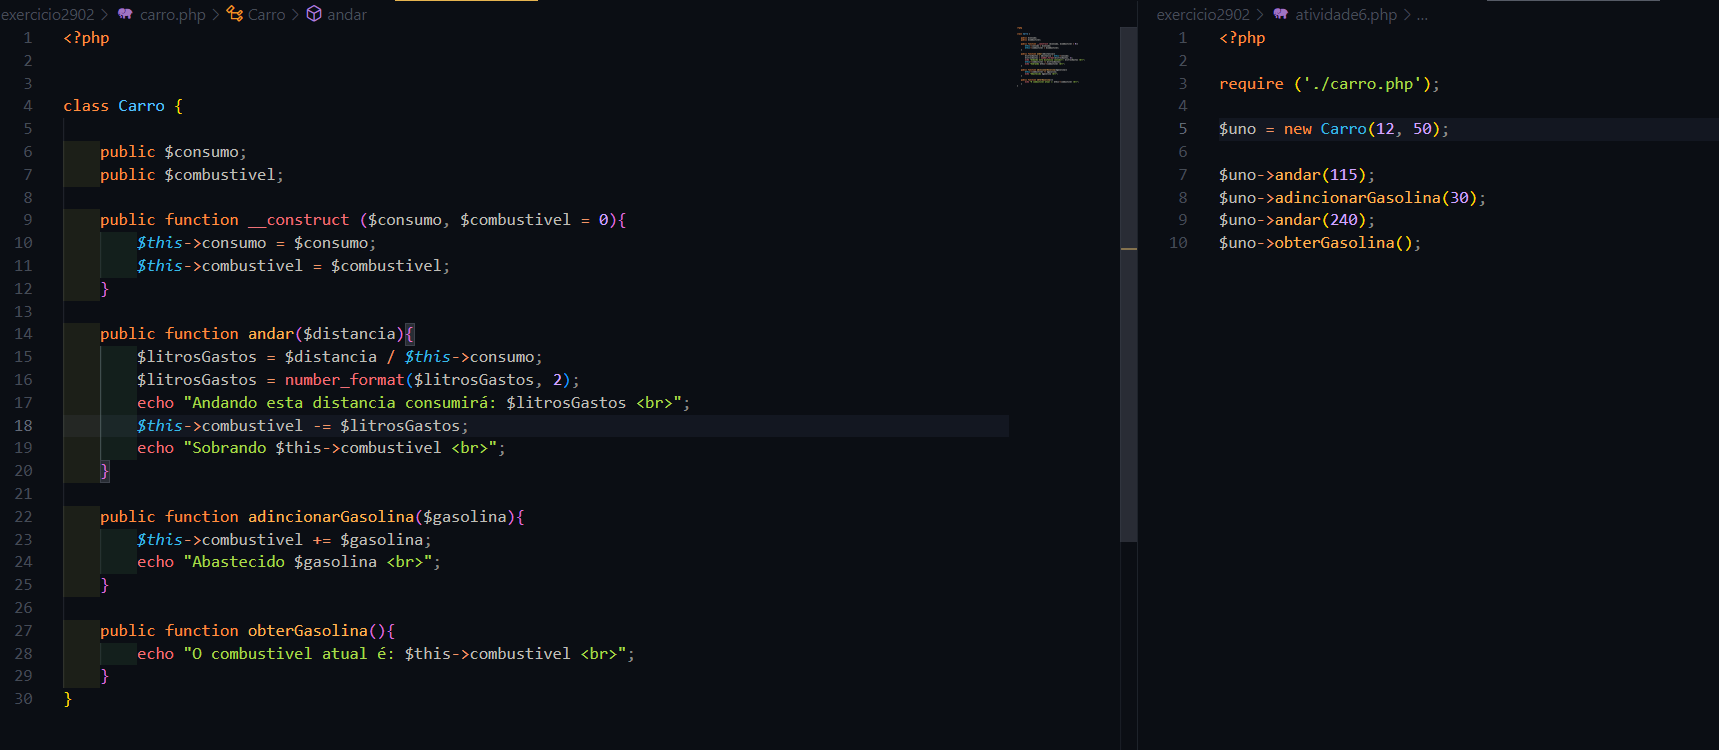 exercicio2902 > carro.php > Carro > andar
1 <?php
2
3
4 class Carro {
5
6 public $consumo;
7 public $combustivel;
8
9 public function __construct ($consumo, $combustivel = 0){
10 $this->consumo = $consumo;
11 $this->combustivel = $combustivel;
12 }
13
14 public function andar($distancia){
15 $litrosGastos = $distancia / $this->consumo;
16 $litrosGastos = number_format($litrosGastos, 2);
17 echo "Andando esta distancia consumirá: $litrosGastos <br>";
18 $this->combustivel -= $litrosGastos;
19 echo "Sobrando $this->combustivel <br>";
20 }
21
22 public function adincionarGasolina($gasolina){
23 $this->combustivel += $gasolina;
24 echo "Abastecido $gasolina <br>";
25 }
26
27 public function obterGasolina(){
28 echo "O combustivel atual é: $this->combustivel <br>";
29 }
30 }
exercicio2902 > atividade6.php > ...
1 <?php
2
3 require ('./carro.php');
4
5 $uno = new Carro(12, 50);
6
7 $uno->andar(115);
8 $uno->adincionarGasolina(30);
9 $uno->andar(240);
10 $uno->obterGasolina();